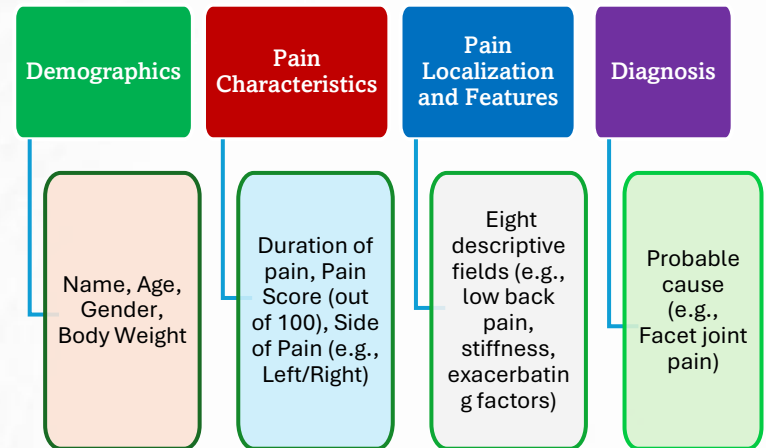 Demographics
Pain
Characteristics
Pain
Localization
and Features
Diagnosis
Name, Age,
Gender,
Body Weight
Duration of
pain, Pain
Score (out
of 100), Side
of Pain (e.g.,
Left/Right)
Eight
descriptive
fields (e.g.,
low back
pain,
stiffness,
exacerbatin
g factors)
Probable
cause
(e.g.,
Facet joint
pain)